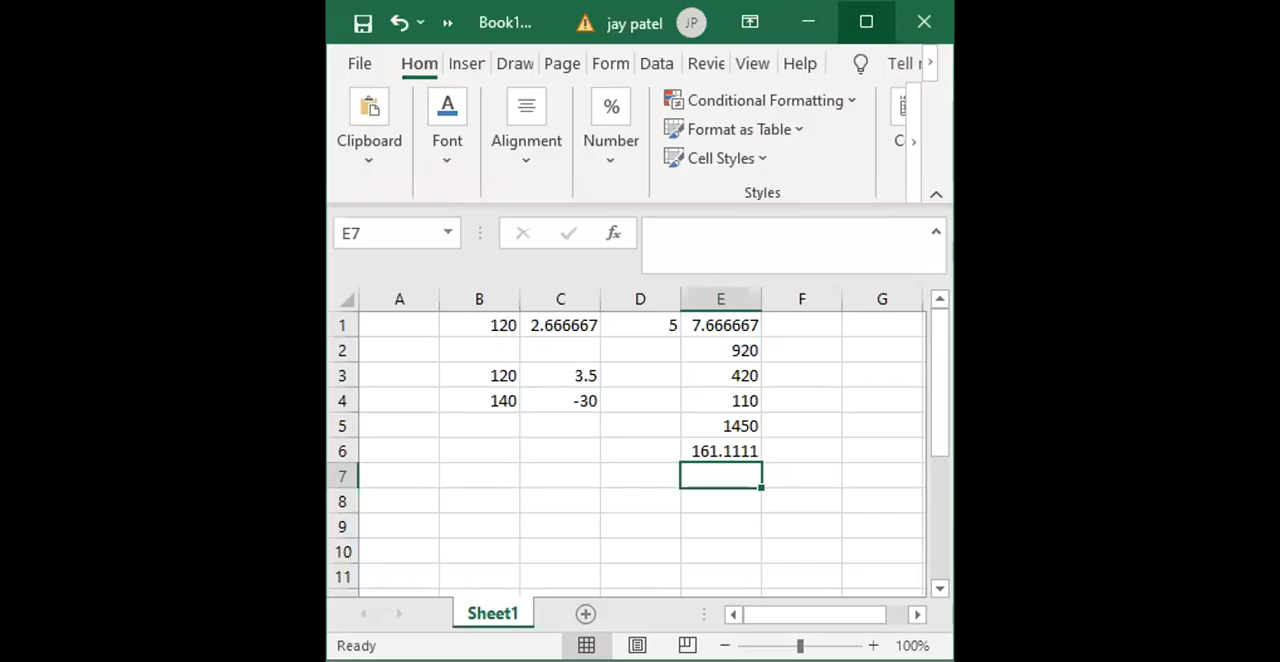 Book1... jay patel JP
File Hom Inser Draw Page Form Data Revie View Help Tell
Clipboard Font Alignment Number
%
Conditional Formatting
Format as Table
Cell Styles
Styles
E7 fx
A B C D E F G
1 120 2.666667 5 7.666667
2 920
3 120 3.5 420
4 140 -30 110
5 1450
6 161.1111
7
8
9
10
11
Sheet1
Ready 100%